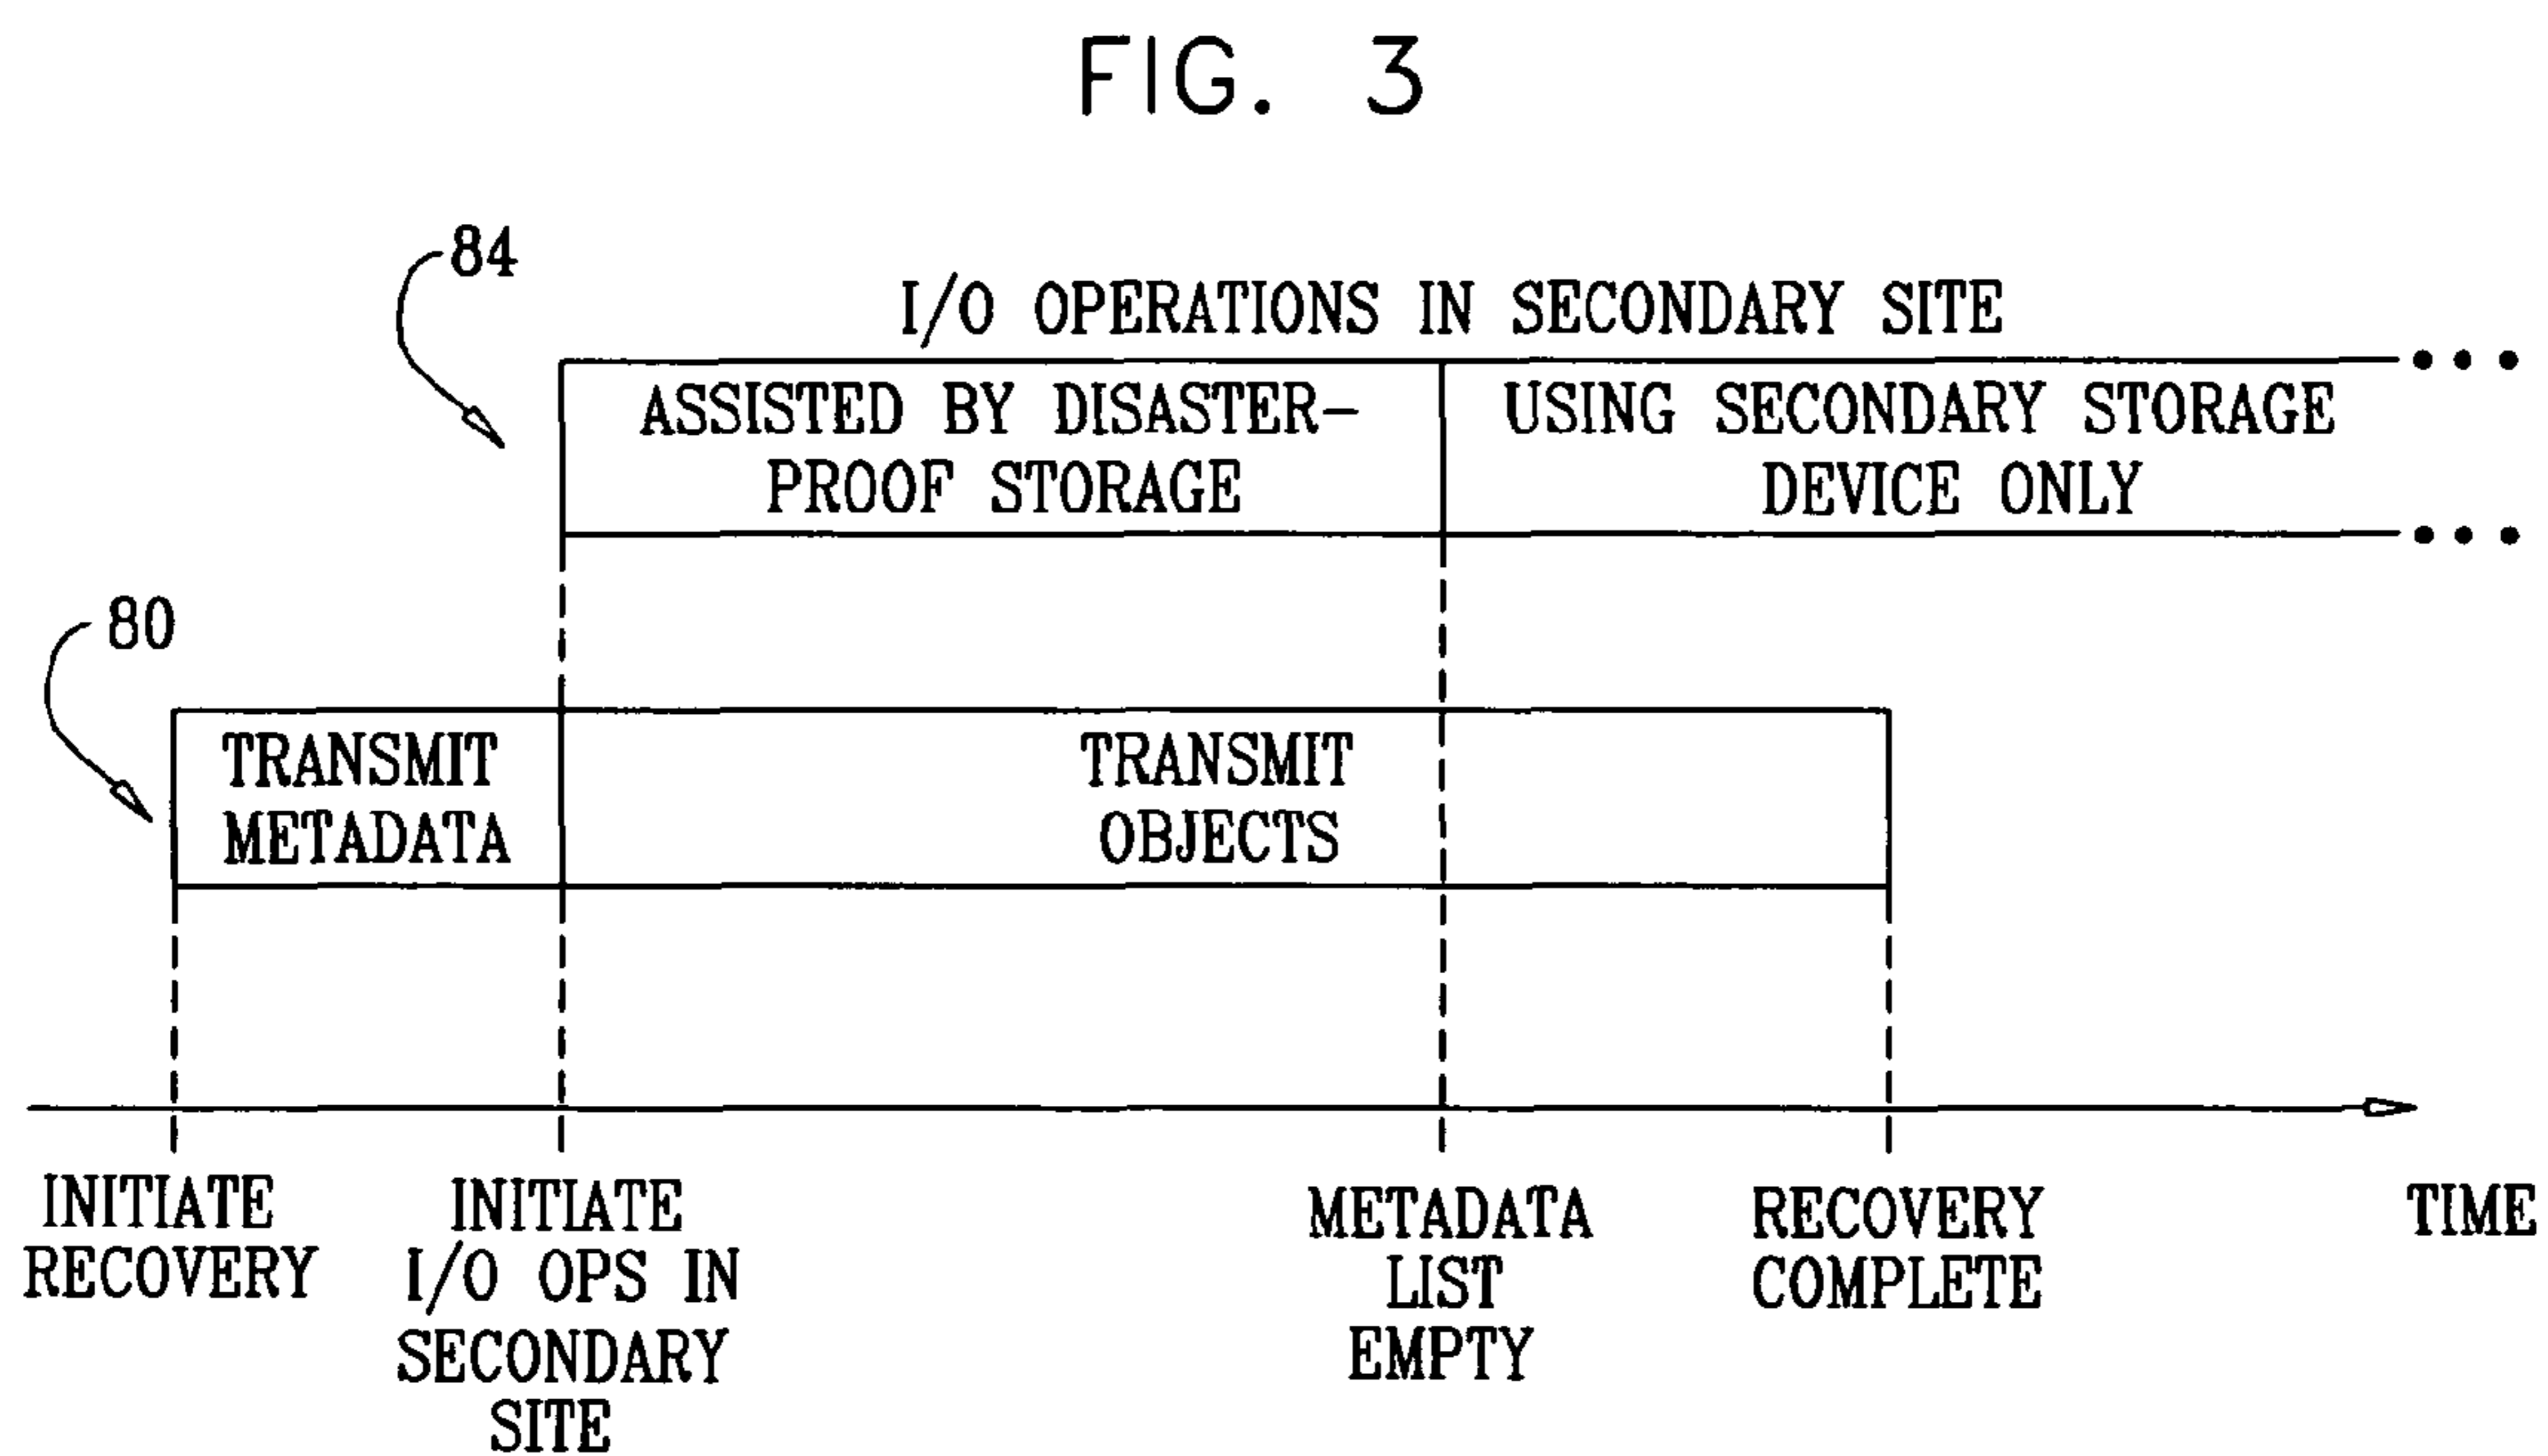 FIG. 3
84
I/O OPERATIONS IN SECONDARY SITE
ASSISTED BY DISASTER-
PROOF STORAGE
USING SECONDARY STORAGE
DEVICE ONLY
80
TRANSMIT
METADATA
TRANSMIT
OBJECTS
INITIATE
RECOVERY
INITIATE
I/O OPS IN
SECONDARY
SITE
METADATA
LIST
EMPTY
RECOVERY
COMPLETE
TIME